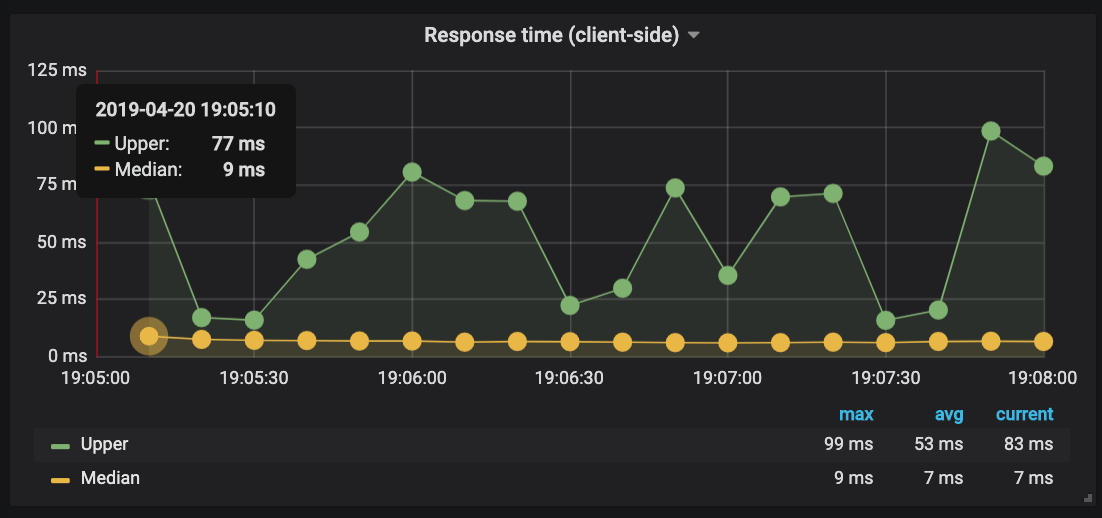 Response time (client-side)
125 ms
2019-04-20 19:05:10
Upper: 77 ms
Median: 9 ms
100 m
75 m
50 ms
25 ms
0 ms
19:05:00 19:05:30 19:06:00 19:06:30 19:07:00 19:07:30 19:08:00
max avg current
Upper 99 ms 53 ms 83 ms
Median 9 ms 7 ms 7 ms